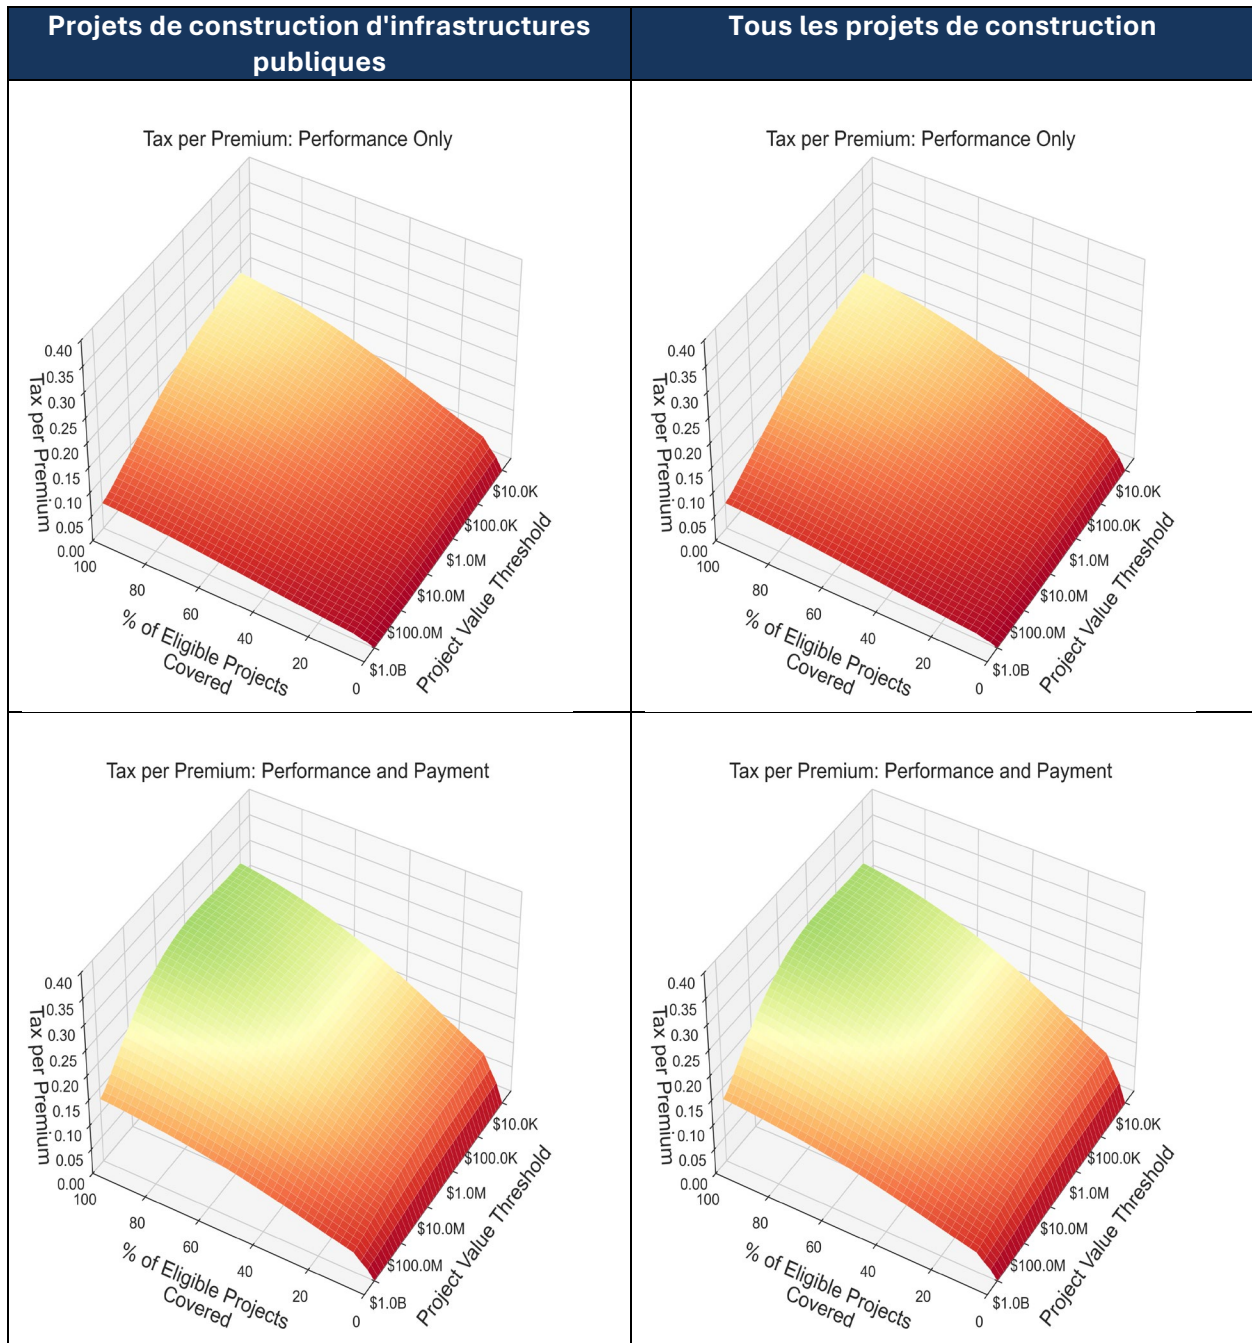 Projets de construction d'infrastructures
publiques
Tous les projets de construction
Tax per Premium: Performance Only
0.40
0.35
0.30
0.25
0.20
0.15
0.10
0.05
0.00
Tax per Premium
100
80
60
40
20
0
% of Eligible Projects
Covered
$10.0K
$100.0K
$1.0M
$10.0M
$100.0M
$1.0B
Project Value Threshold
Tax per Premium: Performance Only
0.40
0.35
0.30
0.25
0.20
0.15
0.10
0.05
0.00
Tax per Premium
100
80
60
40
20
0
% of Eligible Projects
Covered
$10.0K
$100.0K
$1.0M
$10.0M
$100.0M
$1.0B
Project Value Threshold
Tax per Premium: Performance and Payment
0.40
0.35
0.30
0.25
0.20
0.15
0.10
0.05
0.00
Tax per Premium
100
80
60
40
20
0
% of Eligible Projects
Covered
$10.0K
$100.0K
$1.0M
$10.0M
$100.0M
$1.0B
Project Value Threshold
Tax per Premium: Performance and Payment
0.40
0.35
0.30
0.25
0.20
0.15
0.10
0.05
0.00
Tax per Premium
100
80
60
40
20
0
% of Eligible Projects
Covered
$10.0K
$100.0K
$1.0M
$10.0M
$100.0M
$1.0B
Project Value Threshold